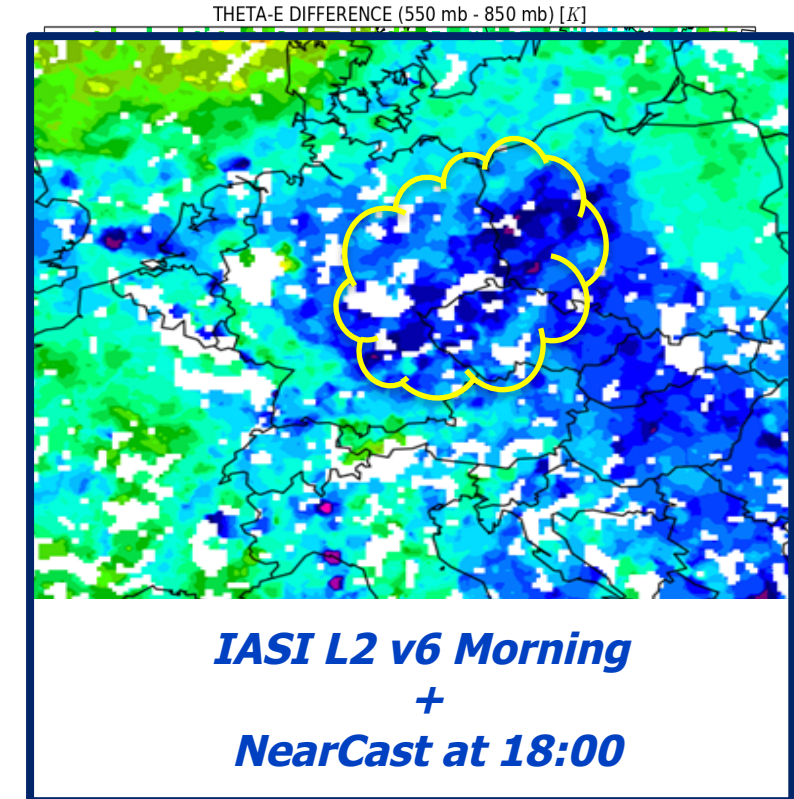 THETA-E DIFFERENCE (550 mb - 850 mb) [K]
IASI L2 v6 Morning
+
NearCast at 18:00